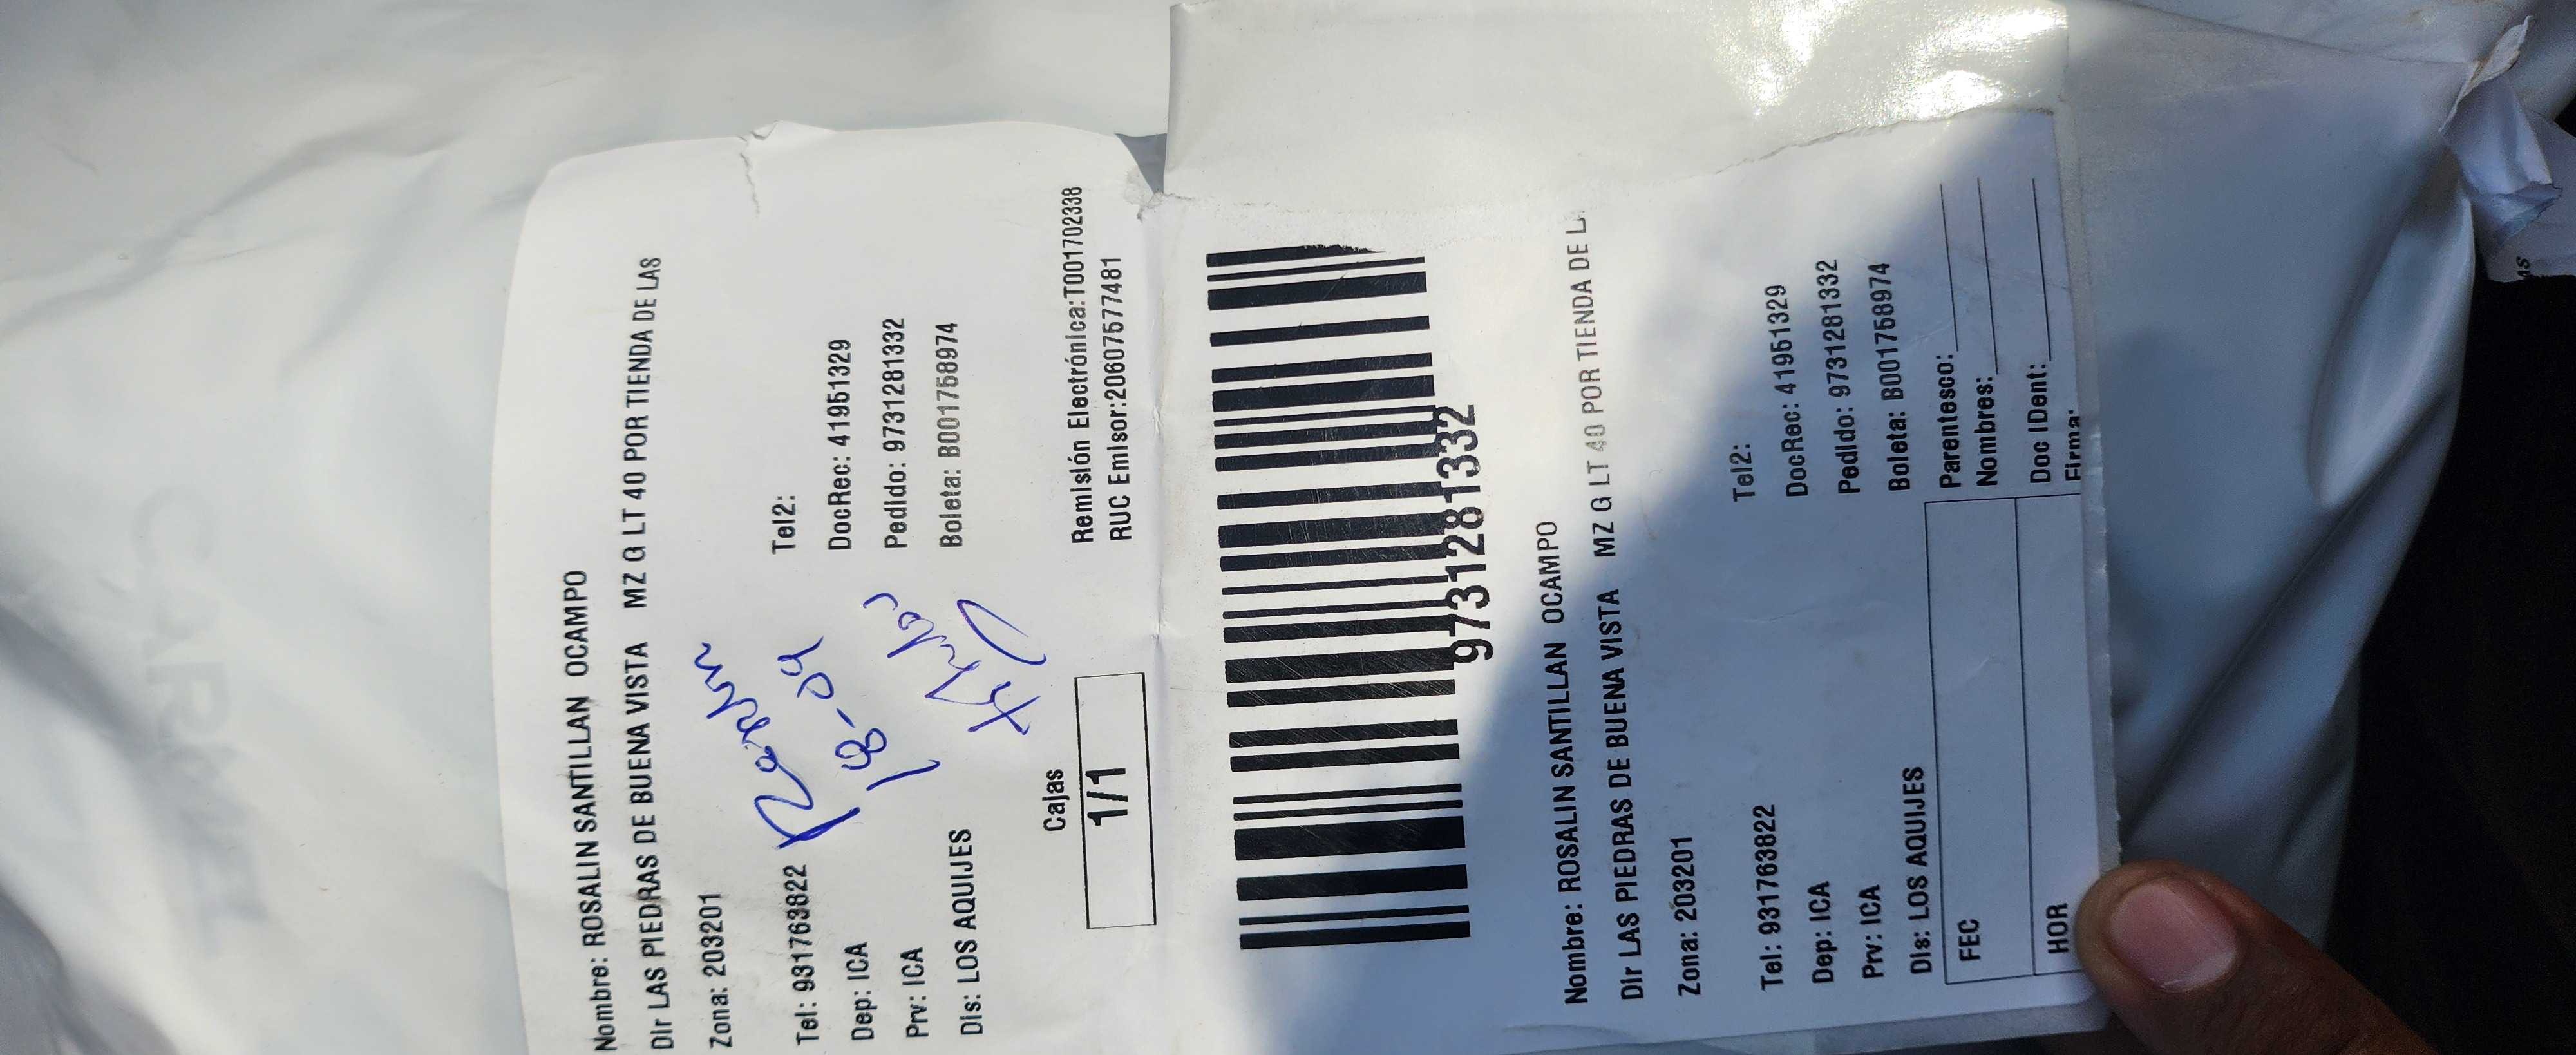 Nombre: ROSALIN SANTILLAN OCAMPO
Dir LAS PIEDRAS DE BUENA VISTA MZ G LT 40 POR TIENDA DE LAS
Zona: 203201
Tel: 931763822 Tel2:
Dep: ICA DocRec: 41951329
Prv: ICA Pedido: 9731281332
Dis: LOS AQUIJES Boleta: B001758974
18-09
Cajas
1/1
Remisión Electrónica:T001702338
RUC Emisor:20607577481
9731281332
Nombre: ROSALIN SANTILLAN OCAMPO
Dir LAS PIEDRAS DE BUENA VISTA MZ G LT 40 POR TIENDA DE L
Zona: 203201
Tel: 931763822 Tel2:
Dep: ICA DocRec: 41951329
Prv: ICA Pedido: 9731281332
Dis: LOS AQUIJES Boleta: B001758974
FEC Parentesco:
Nombres:
HOR Doc IDent:
Firma: